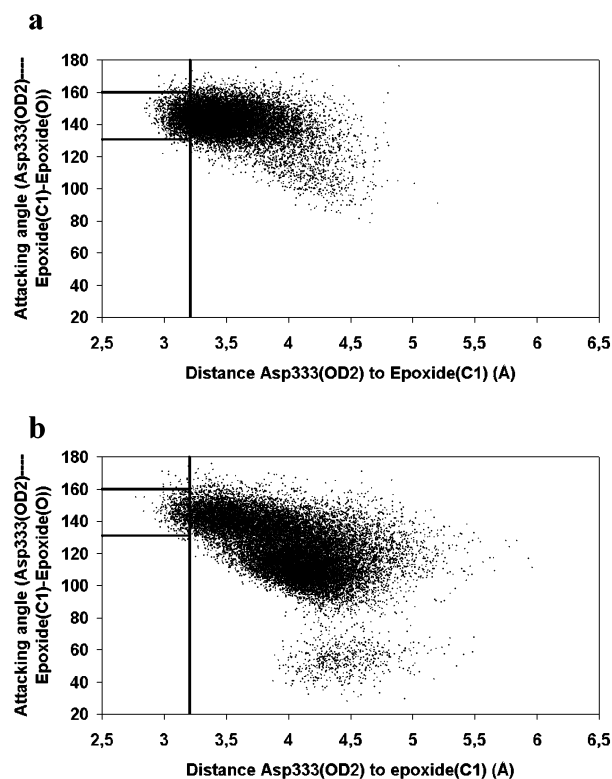 a
Attacking angle (Asp333(OD2)----
Epoxide(C1)-Epoxide(O))
180
160
140
120
100
80
60
40
20
2,5 3 3,5 4 4,5 5 5,5 6 6,5
Distance Asp333(OD2) to Epoxide(C1) (Å)
b
Attacking angle (Asp333(OD2)----
Epoxide(C1)-Epoxide(O))
180
160
140
120
100
80
60
40
20
2,5 3 3,5 4 4,5 5 5,5 6 6,5
Distance Asp333(OD2) to epoxide(C1) (Å)